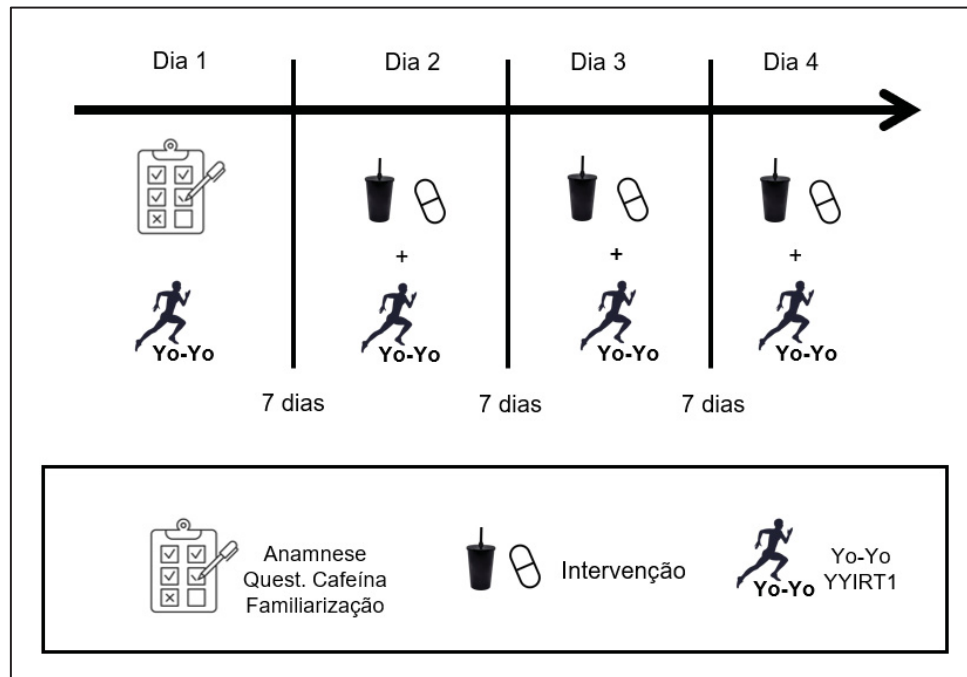 Dia 1
Dia 2
Dia 3
Dia 4
+
+
+
Yo-Yo
Yo-Yo
Yo-Yo
Yo-Yo
7 dias
7 dias
7 dias
Anamnese
Quest. Cafeína
Familiarização
Intervenção
Yo-Yo
Yo-Yo
YYIRT1